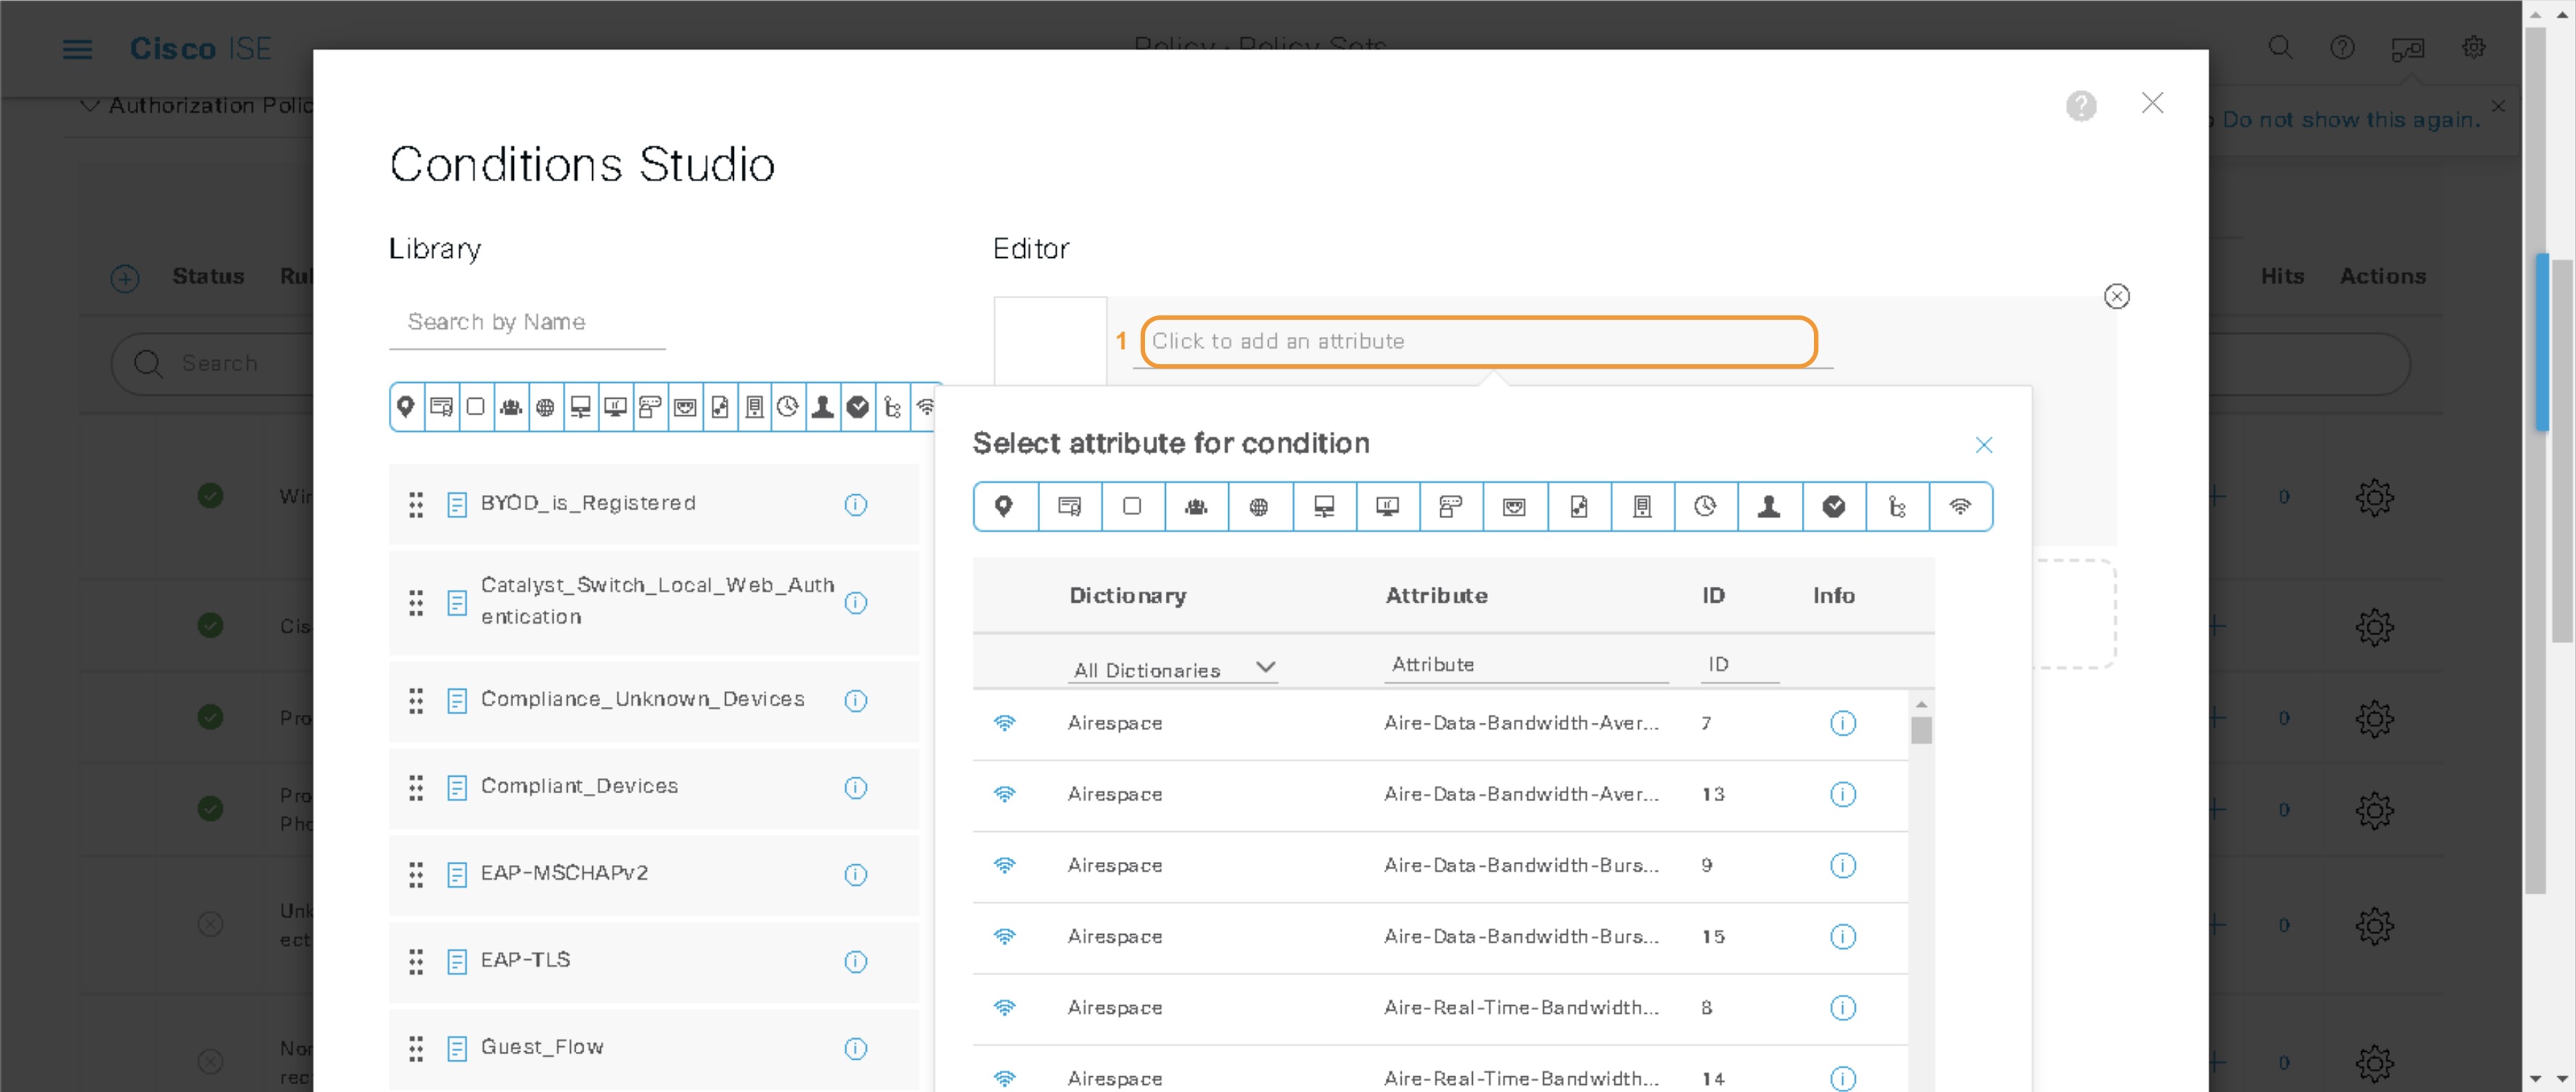 Cisco ISE
Policy · Policy Sets
Authorization Polic
Do not show this again.
Conditions Studio
Library
Editor
Status
Rul
Hits
Actions
Search by Name
1
Click to add an attribute
Search
Select attribute for condition
BYOD_is_Registered
Win
0
Catalyst_Switch_Local_Web_Auth
entication
Dictionary
Attribute
ID
Info
Cis
All Dictionaries
Attribute
ID
Compliance_Unknown_Devices
Pro
0
Airespace
Aire-Data-Bandwidth-Aver...
7
Compliant_Devices
Airespace
Aire-Data-Bandwidth-Aver...
13
Pro
Pho
0
EAP-MSCHAPv2
Airespace
Aire-Data-Bandwidth-Burs...
9
Unk
ect
0
Airespace
Aire-Data-Bandwidth-Burs...
15
EAP-TLS
Airespace
Aire-Real-Time-Bandwidth...
8
Guest_Flow
Non
rec
0
Airespace
Aire-Real-Time-Bandwidth...
14